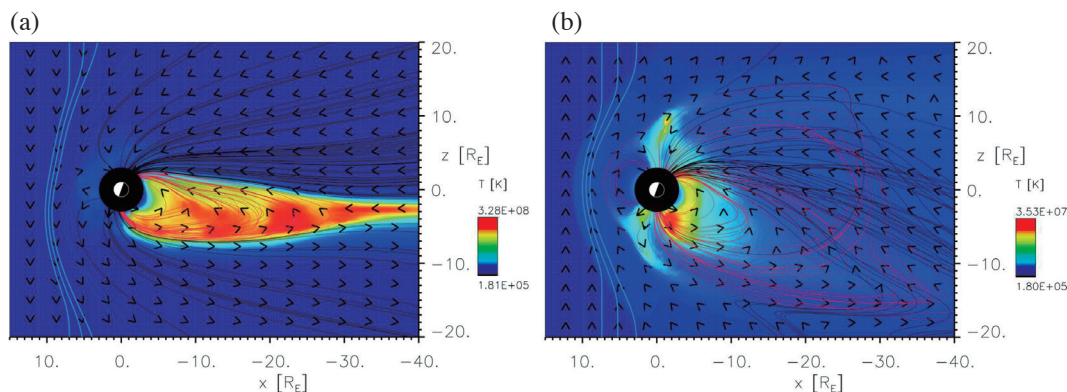 (a)
(b)
20.
10.
z [R_E]
0.
T [K]
3.28E+08
1.81E+05
-10.
-20.
10. 0. -10. -20. -30. -40.
x [R_E]
20.
10.
z [R_E]
0.
T [K]
3.53E+07
1.80E+05
-10.
-20.
10. 0. -10. -20. -30. -40.
x [R_E]